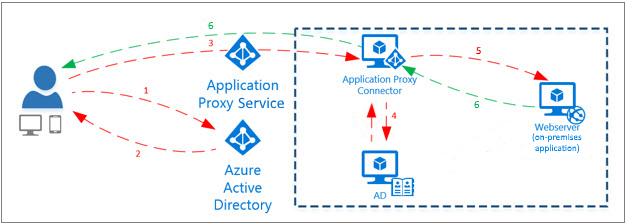 6
3
Application
Proxy Service
Application Proxy
Connector
5
6
1
4
Webserver
(on-premises
application)
2
Azure
Active
Directory
AD